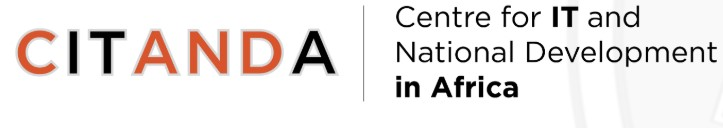 CITANDA
Centre for IT and
National Development
in Africa